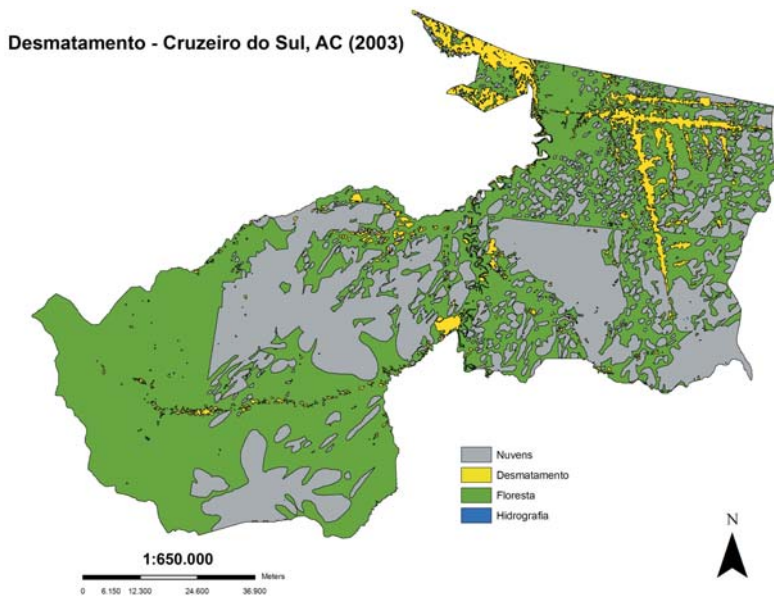 Desmatamento - Cruzeiro do Sul, AC (2003)
Nuvens
Desmatamento
Floresta
Hidrografia
N
1:650.000
Meters
0 6.150 12.300 24.600 36.900